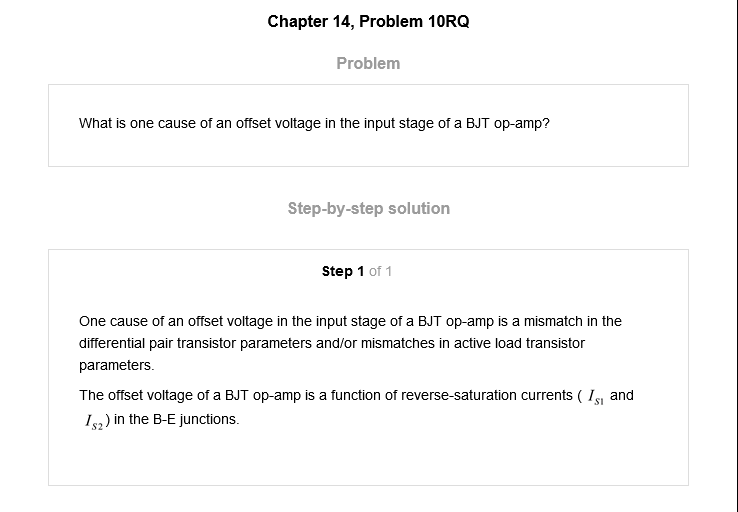 Chapter 14, Problem 10RQ
Problem
What is one cause of an offset voltage in the input stage of a BJT op-amp?
Step-by-step solution
Step 1 of 1
One cause of an offset voltage in the input stage of a BJT op-amp is a mismatch in the
differential pair transistor parameters and/or mismatches in active load transistor
parameters.
The offset voltage of a BJT op-amp is a function of reverse-saturation currents ( I_{S1} and
I_{S2} ) in the B-E junctions.